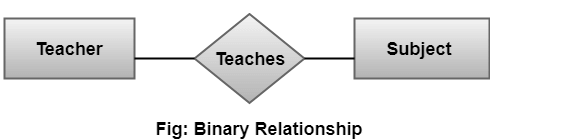 Teacher
Teaches
Subject
Fig: Binary Relationship